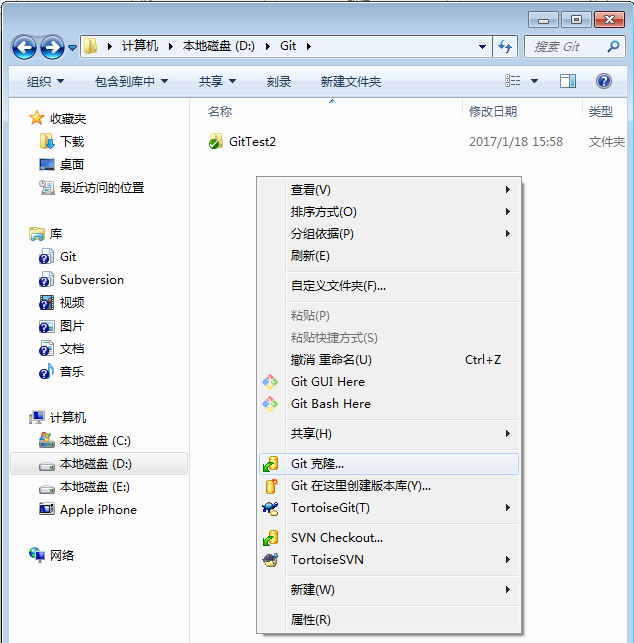 计算机 本地磁盘 (D:) Git
搜索 Git
组织 包含到库中 共享 刻录 新建文件夹
名称 修改日期 类型
GitTest2 2017/1/18 15:58 文件夹
收藏夹
下载
桌面
最近访问的位置
库
Git
Subversion
视频
图片
文档
音乐
计算机
本地磁盘 (C:)
本地磁盘 (D:)
本地磁盘 (E:)
Apple iPhone
网络
查看(V)
排序方式(O)
分组依据(P)
刷新(E)
自定义文件夹(F)...
粘贴(P)
粘贴快捷方式(S)
撤消 重命名(U) Ctrl+Z
Git GUI Here
Git Bash Here
共享(H)
Git 克隆...
Git 在这里创建版本库(Y)...
TortoiseGit(T)
SVN Checkout...
TortoiseSVN
新建(W)
属性(R)